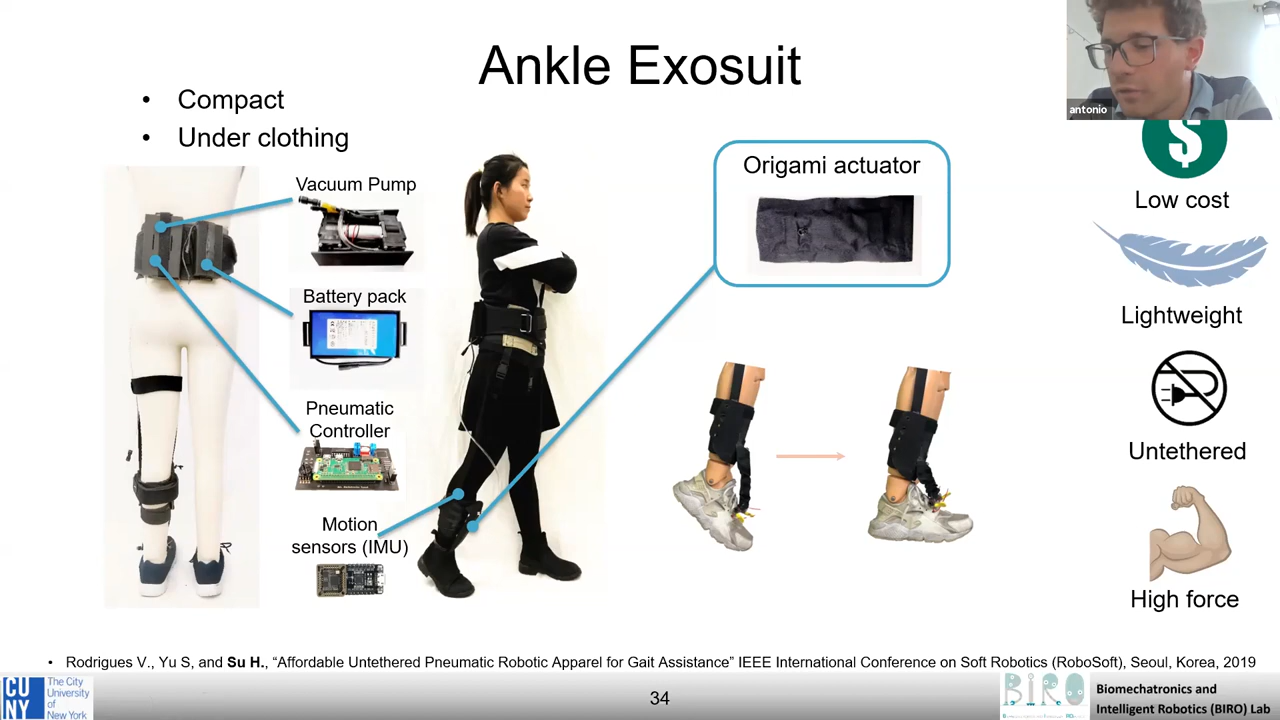 Ankle Exosuit
• Compact
• Under clothing
antonio
Vacuum Pump
Battery pack
Pneumatic
Controller
Motion
sensors (IMU)
Origami actuator
$
Low cost
Lightweight
Untethered
High force
• Rodrigues V., Yu S, and Su H., “Affordable Untethered Pneumatic Robotic Apparel for Gait Assistance” IEEE International Conference on Soft Robotics (RoboSoft), Seoul, Korea, 2019
CU
NY
The City
University of
New York
34
BIRO
Biomechatronics and
Intelligent Robotics (BIRO) Lab